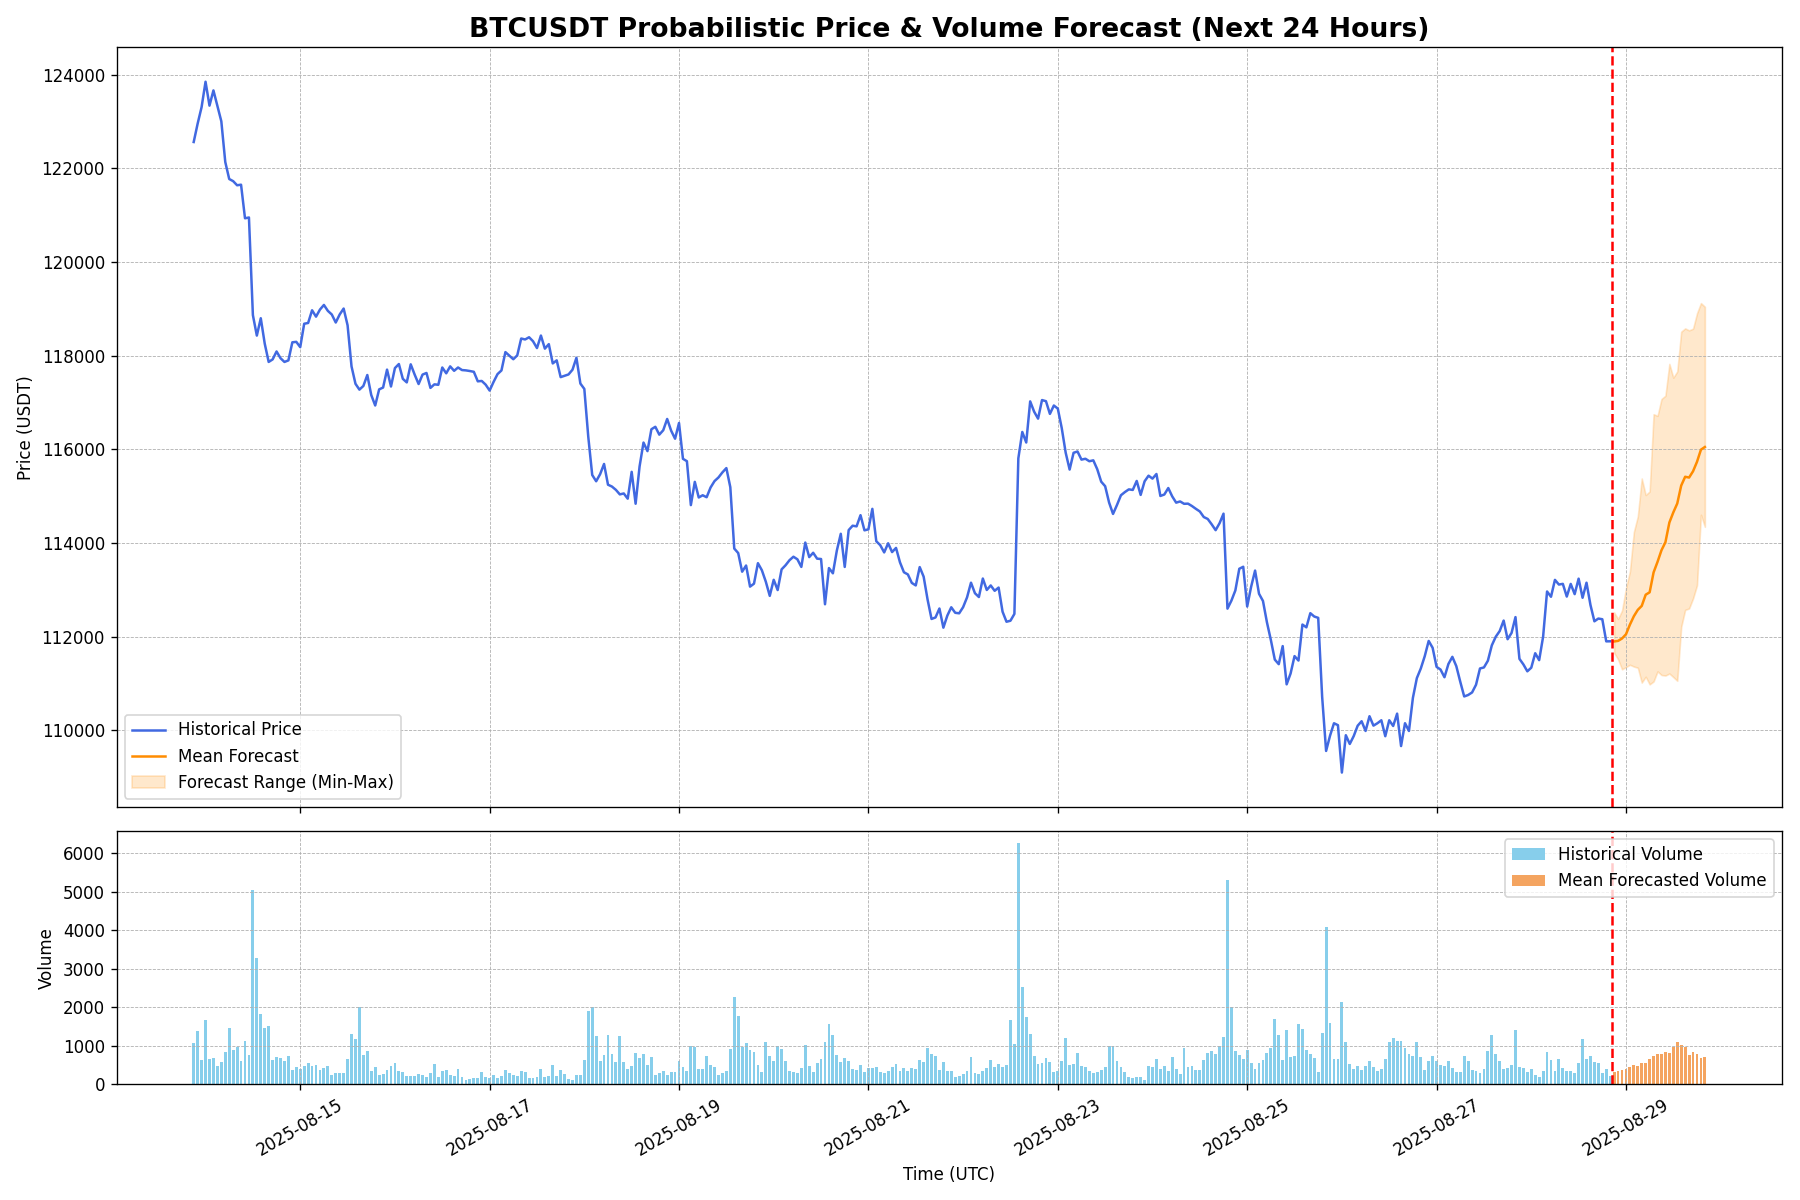 BTCUSDT Probabilistic Price & Volume Forecast (Next 24 Hours)
124000
122000
120000
118000
116000
114000
112000
110000
Price (USDT)
Historical Price
Mean Forecast
Forecast Range (Min-Max)
6000
5000
4000
3000
2000
1000
0
Volume
Historical Volume
Mean Forecasted Volume
2025-08-15
2025-08-17
2025-08-19
2025-08-21
2025-08-23
2025-08-25
2025-08-27
2025-08-29
Time (UTC)